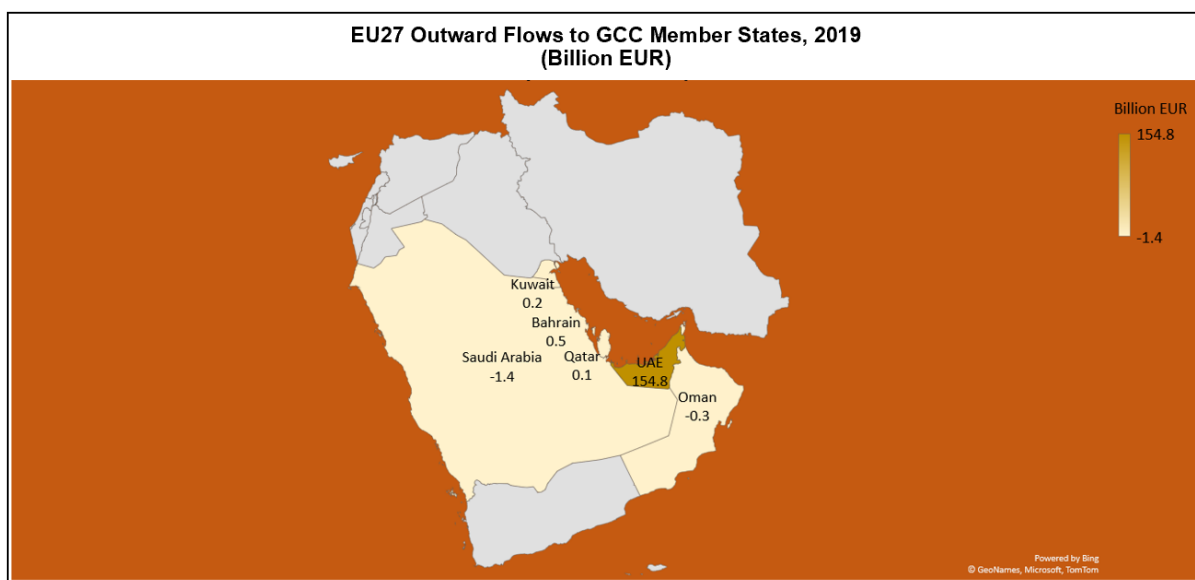 EU27 Outward Flows to GCC Member States, 2019
(Billion EUR)
Billion EUR
154.8
-1.4
Kuwait
0.2
Bahrain
0.5
Saudi Arabia
-1.4
Qatar
0.1
UAE
154.8
Oman
-0.3
Powered by Bing
© GeoNames, Microsoft, TomTom